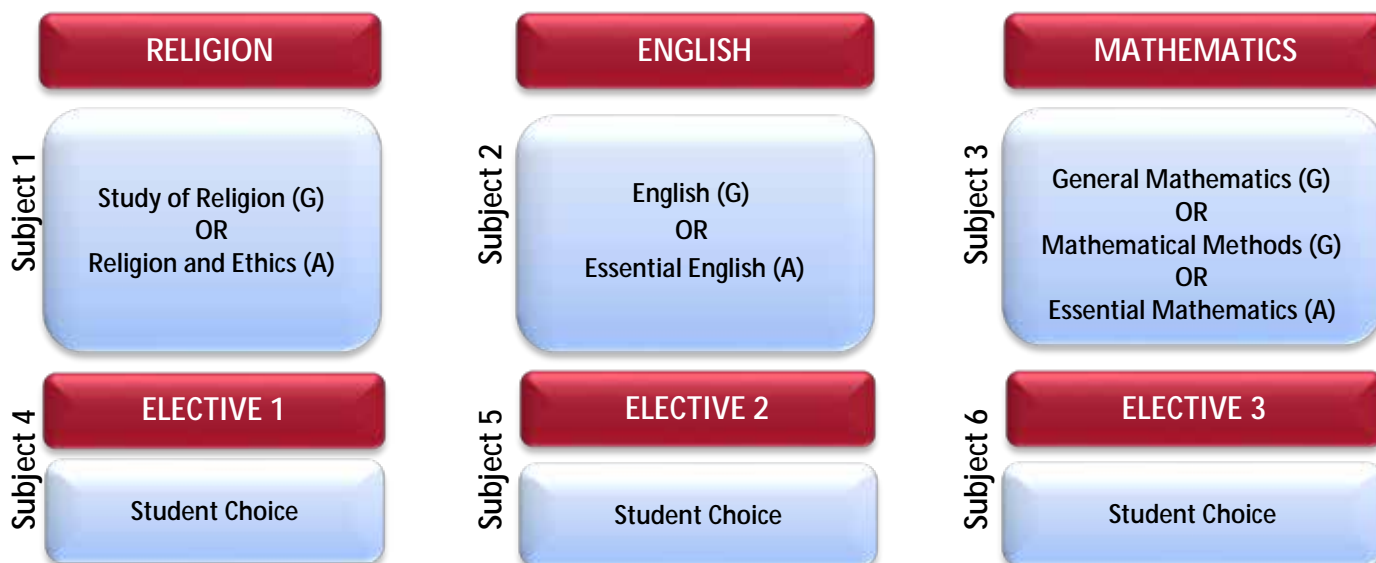 RELIGION
ENGLISH
MATHEMATICS
Subject 1
Study of Religion (G)
OR
Religion and Ethics (A)
Subject 2
English (G)
OR
Essential English (A)
Subject 3
General Mathematics (G)
OR
Mathematical Methods (G)
OR
Essential Mathematics (A)
Subject 4
ELECTIVE 1
Student Choice
Subject 5
ELECTIVE 2
Student Choice
Subject 6
ELECTIVE 3
Student Choice